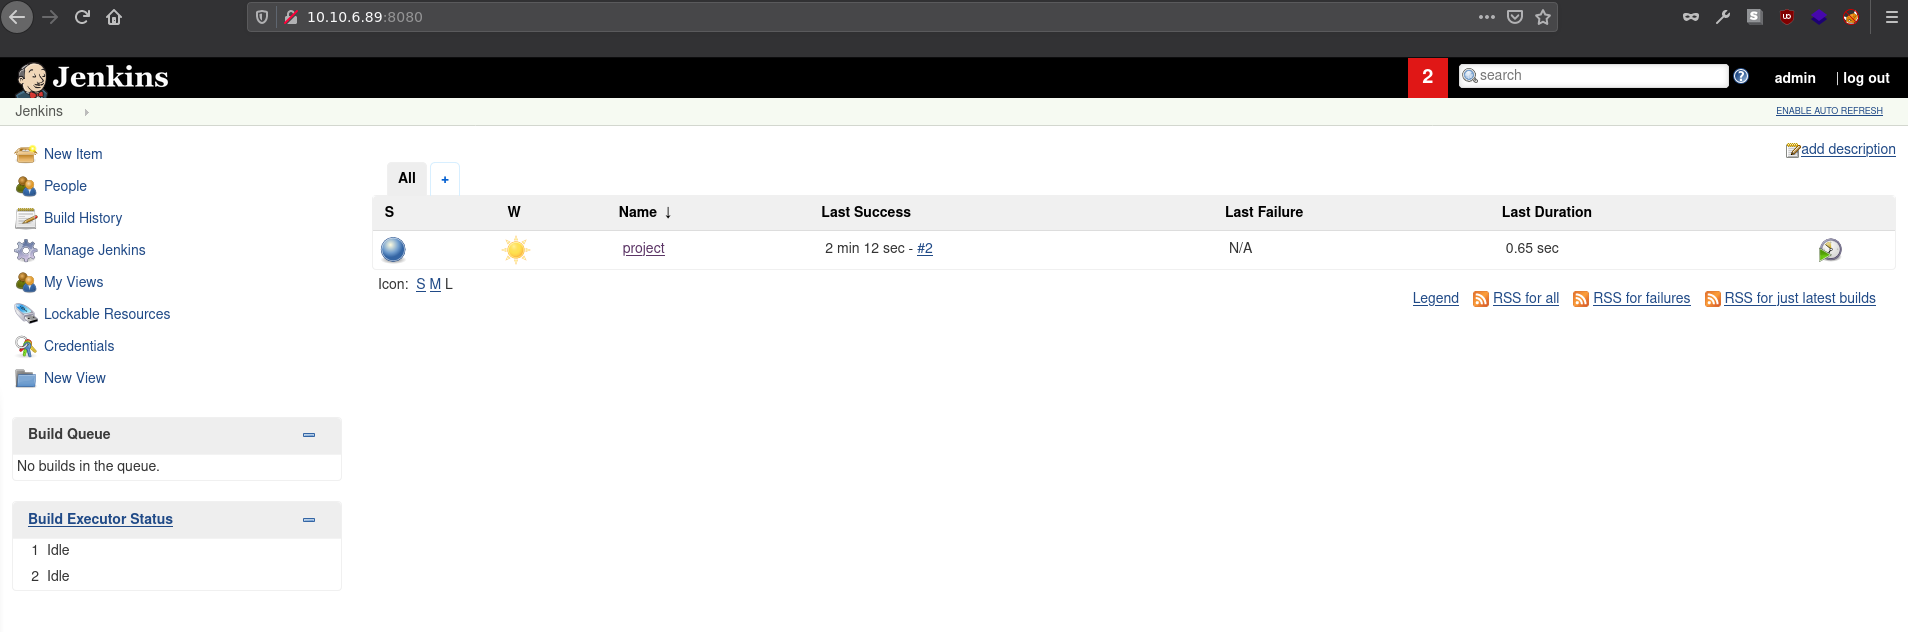 10.10.6.89:8080
Jenkins
2
search
admin
| log out
Jenkins
ENABLE AUTO REFRESH
New Item
People
Build History
Manage Jenkins
My Views
Lockable Resources
Credentials
New View
Build Queue
No builds in the queue.
Build Executor Status
1 Idle
2 Idle
add description
All +
S W Name ↓ Last Success Last Failure Last Duration
project 2 min 12 sec - #2 N/A 0.65 sec
Icon: S M L
Legend RSS for all RSS for failures RSS for just latest builds